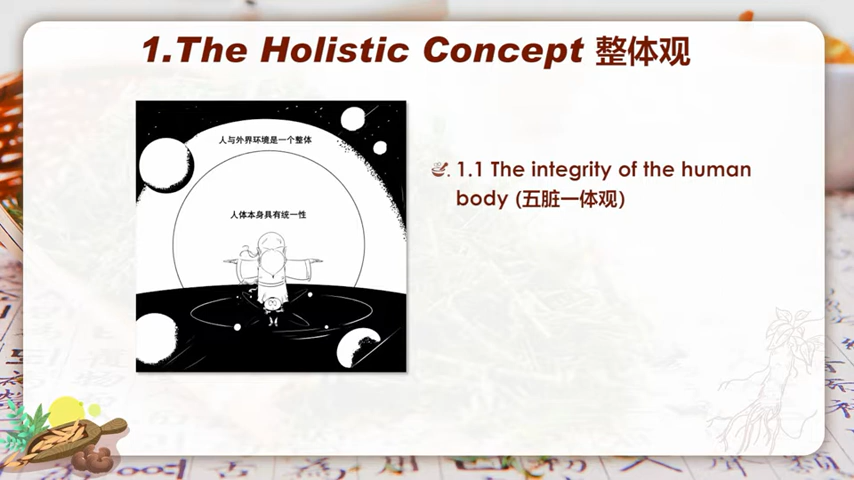 1.The Holistic Concept 整体观
人与外界环境是一个整体
人体本身具有统一性
1.1 The integrity of the human
body (五脏一体观)